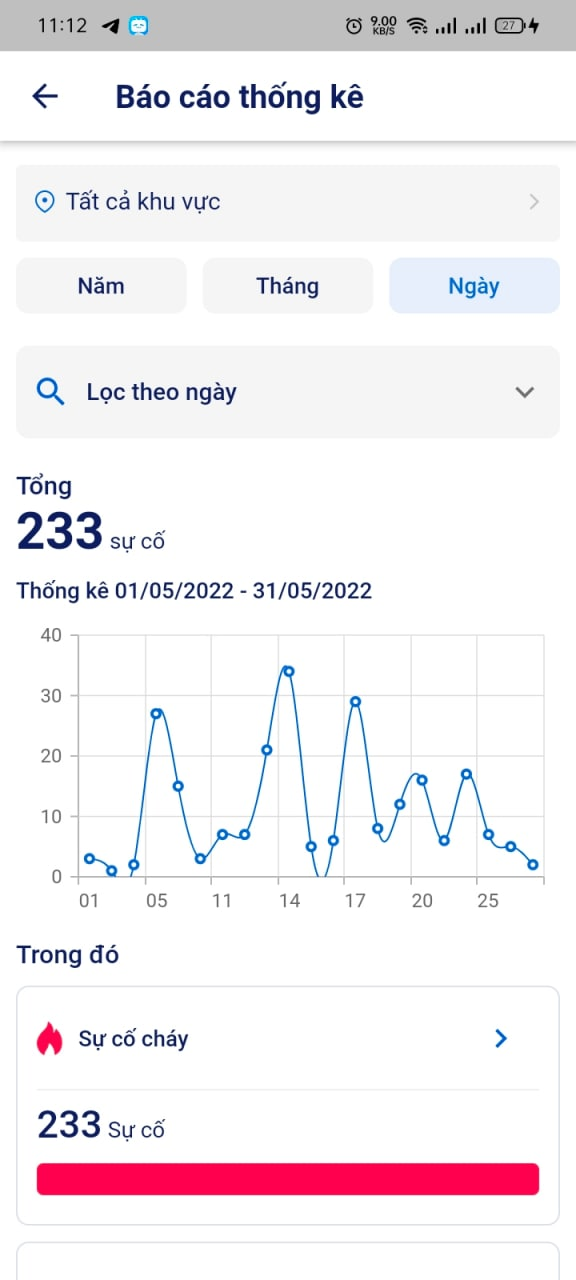 11:12
9.00
KB/S
27
Báo cáo thống kê
Tất cả khu vực
Năm Tháng Ngày
Lọc theo ngày
Tổng
233 sự cố
Thống kê 01/05/2022 - 31/05/2022
40
30
20
10
0
01 05 11 14 17 20 25
Trong đó
Sự cố cháy
233 Sự cố